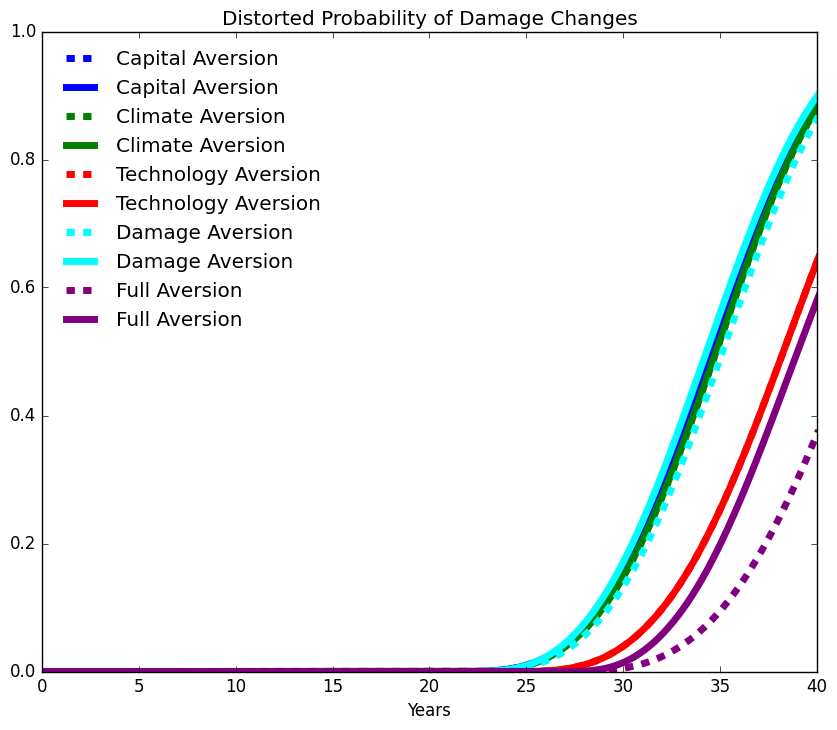 Distorted Probability of Damage Changes
1.0
Capital Aversion
Capital Aversion
Climate Aversion
Climate Aversion
0.8
Technology Aversion
Technology Aversion
Damage Aversion
Damage Aversion
0.6
Full Aversion
Full Aversion
0.4
0.2
0.0
0 5 10 15 20 25 30 35 40
Years